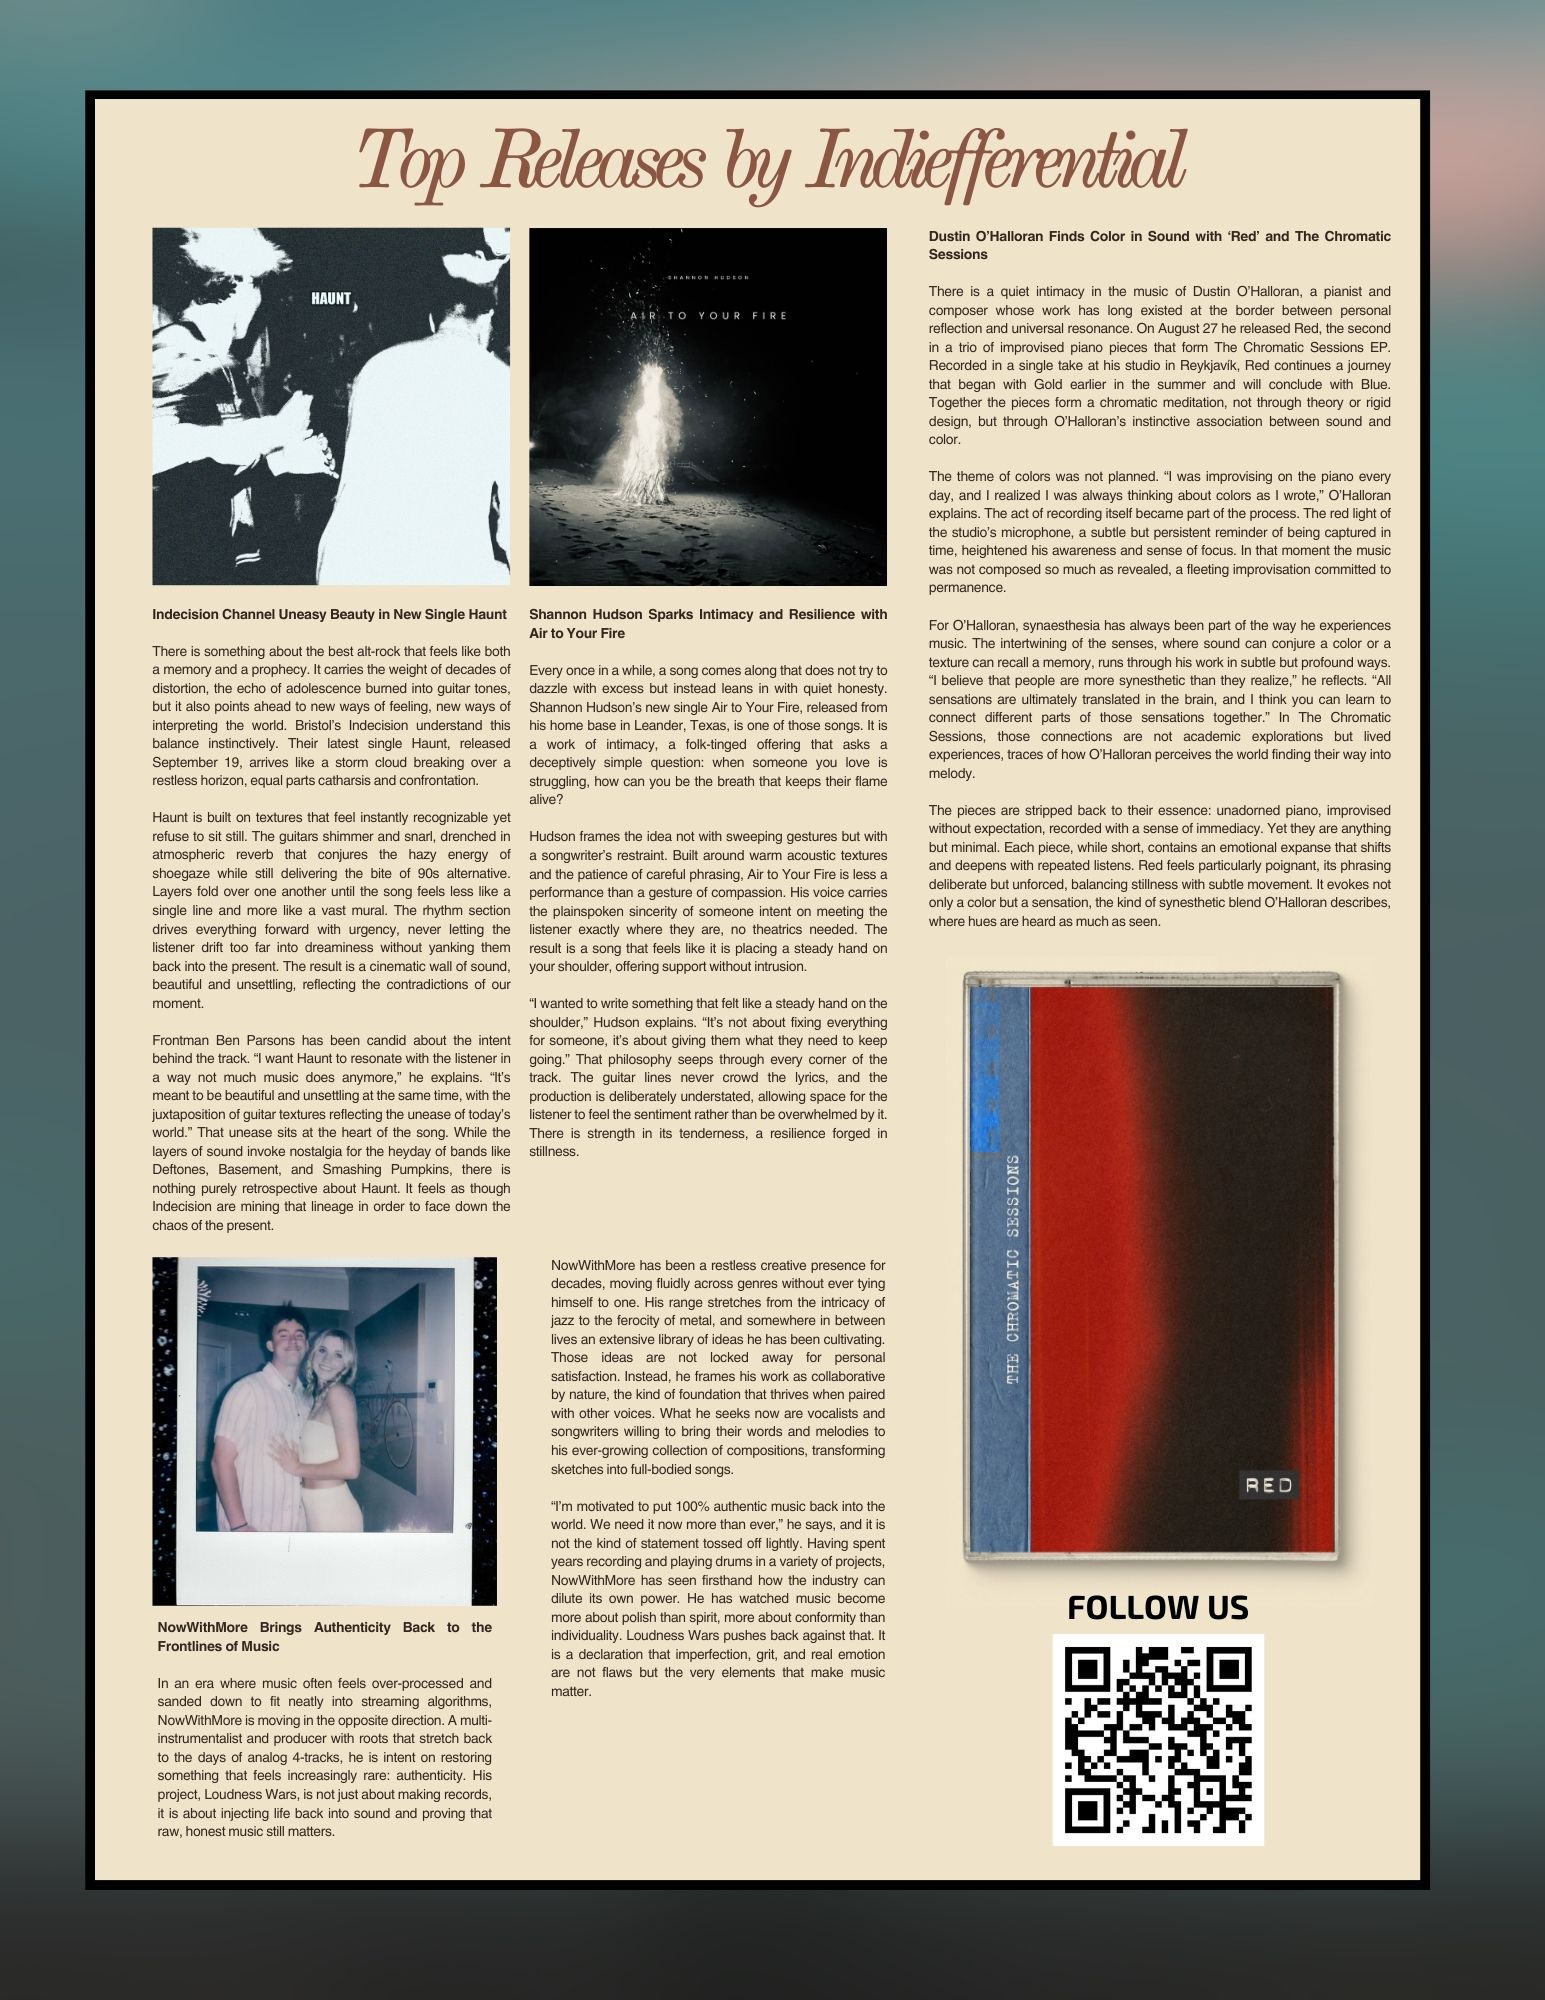 Top Releases by Indiefferential
HAUNT
Indecision Channel Uneasy Beauty in New Single Haunt
There is something about the best alt-rock that feels like both
a memory and a prophecy. It carries the weight of decades of
distortion, the echo of adolescence burned into guitar tones,
but it also points ahead to new ways of feeling, new ways of
interpreting the world. Bristol’s Indecision understand this
balance instinctively. Their latest single Haunt, released
September 19, arrives like a storm cloud breaking over a
restless horizon, equal parts catharsis and confrontation.
Haunt is built on textures that feel instantly recognizable yet
refuse to sit still. The guitars shimmer and snarl, drenched in
atmospheric reverb that conjures the hazy energy of
shoegaze while still delivering the bite of 90s alternative.
Layers fold over one another until the song feels less like a
single line and more like a vast mural. The rhythm section
drives everything forward with urgency, never letting the
listener drift too far into dreaminess without yanking them
back into the present. The result is a cinematic wall of sound,
beautiful and unsettling, reflecting the contradictions of our
moment.
Frontman Ben Parsons has been candid about the intent
behind the track. “I want Haunt to resonate with the listener in
a way not much music does anymore,” he explains. “It’s
meant to be beautiful and unsettling at the same time, with the
juxtaposition of guitar textures reflecting the unease of today’s
world.” That unease sits at the heart of the song. While the
layers of sound invoke nostalgia for the heyday of bands like
Deftones, Basement, and Smashing Pumpkins, there is
nothing purely retrospective about Haunt. It feels as though
Indecision are mining that lineage in order to face down the
chaos of the present.
SHANNON HUDSON
AIR TO YOUR FIRE
Shannon Hudson Sparks Intimacy and Resilience with
Air to Your Fire
Every once in a while, a song comes along that does not try to
dazzle with excess but instead leans in with quiet honesty.
Shannon Hudson’s new single Air to Your Fire, released from
his home base in Leander, Texas, is one of those songs. It is
a work of intimacy, a folk-tinged offering that asks a
deceptively simple question: when someone you love is
struggling, how can you be the breath that keeps their flame
alive?
Hudson frames the idea not with sweeping gestures but with
a songwriter’s restraint. Built around warm acoustic textures
and the patience of careful phrasing, Air to Your Fire is less a
performance than a gesture of compassion. His voice carries
the plainspoken sincerity of someone intent on meeting the
listener exactly where they are, no theatrics needed. The
result is a song that feels like it is placing a steady hand on
your shoulder, offering support without intrusion.
“I wanted to write something that felt like a steady hand on the
shoulder,” Hudson explains. “It’s not about fixing everything
for someone, it’s about giving them what they need to keep
going.” That philosophy seeps through every corner of the
track. The guitar lines never crowd the lyrics, and the
production is deliberately understated, allowing space for the
listener to feel the sentiment rather than be overwhelmed by it.
There is strength in its tenderness, a resilience forged in
stillness.
NowWithMore Brings Authenticity Back to the
Frontlines of Music
In an era where music often feels over-processed and
sanded down to fit neatly into streaming algorithms,
NowWithMore is moving in the opposite direction. A multi-
instrumentalist and producer with roots that stretch back
to the days of analog 4-tracks, he is intent on restoring
something that feels increasingly rare: authenticity. His
project, Loudness Wars, is not just about making records,
it is about injecting life back into sound and proving that
raw, honest music still matters.
NowWithMore has been a restless creative presence for
decades, moving fluidly across genres without ever tying
himself to one. His range stretches from the intricacy of
jazz to the ferocity of metal, and somewhere in between
lives an extensive library of ideas he has been cultivating.
Those ideas are not locked away for personal
satisfaction. Instead, he frames his work as collaborative
by nature, the kind of foundation that thrives when paired
with other voices. What he seeks now are vocalists and
songwriters willing to bring their words and melodies to
his ever-growing collection of compositions, transforming
sketches into full-bodied songs.
“I’m motivated to put 100% authentic music back into the
world. We need it now more than ever,” he says, and it is
not the kind of statement tossed off lightly. Having spent
years recording and playing drums in a variety of projects,
NowWithMore has seen firsthand how the industry can
dilute its own power. He has watched music become
more about polish than spirit, more about conformity than
individuality. Loudness Wars pushes back against that. It
is a declaration that imperfection, grit, and real emotion
are not flaws but the very elements that make music
matter.
Dustin O’Halloran Finds Color in Sound with ‘Red’ and The Chromatic
Sessions
There is a quiet intimacy in the music of Dustin O’Halloran, a pianist and
composer whose work has long existed at the border between personal
reflection and universal resonance. On August 27 he released Red, the second
in a trio of improvised piano pieces that form The Chromatic Sessions EP.
Recorded in a single take at his studio in Reykjavík, Red continues a journey
that began with Gold earlier in the summer and will conclude with Blue.
Together the pieces form a chromatic meditation, not through theory or rigid
design, but through O’Halloran’s instinctive association between sound and
color.
The theme of colors was not planned. “I was improvising on the piano every
day, and I realized I was always thinking about colors as I wrote,” O’Halloran
explains. The act of recording itself became part of the process. The red light of
the studio’s microphone, a subtle but persistent reminder of being captured in
time, heightened his awareness and sense of focus. In that moment the music
was not composed so much as revealed, a fleeting improvisation committed to
permanence.
For O’Halloran, synaesthesia has always been part of the way he experiences
music. The intertwining of the senses, where sound can conjure a color or a
texture can recall a memory, runs through his work in subtle but profound ways.
“I believe that people are more synesthetic than they realize,” he reflects. “All
sensations are ultimately translated in the brain, and I think you can learn to
connect different parts of those sensations together.” In The Chromatic
Sessions, those connections are not academic explorations but lived
experiences, traces of how O’Halloran perceives the world finding their way into
melody.
The pieces are stripped back to their essence: unadorned piano, improvised
without expectation, recorded with a sense of immediacy. Yet they are anything
but minimal. Each piece, while short, contains an emotional expanse that shifts
and deepens with repeated listens. Red feels particularly poignant, its phrasing
deliberate but unforced, balancing stillness with subtle movement. It evokes not
only a color but a sensation, the kind of synesthetic blend O’Halloran describes,
where hues are heard as much as seen.
THE CHROMATIC SESSIONS
RED
FOLLOW US